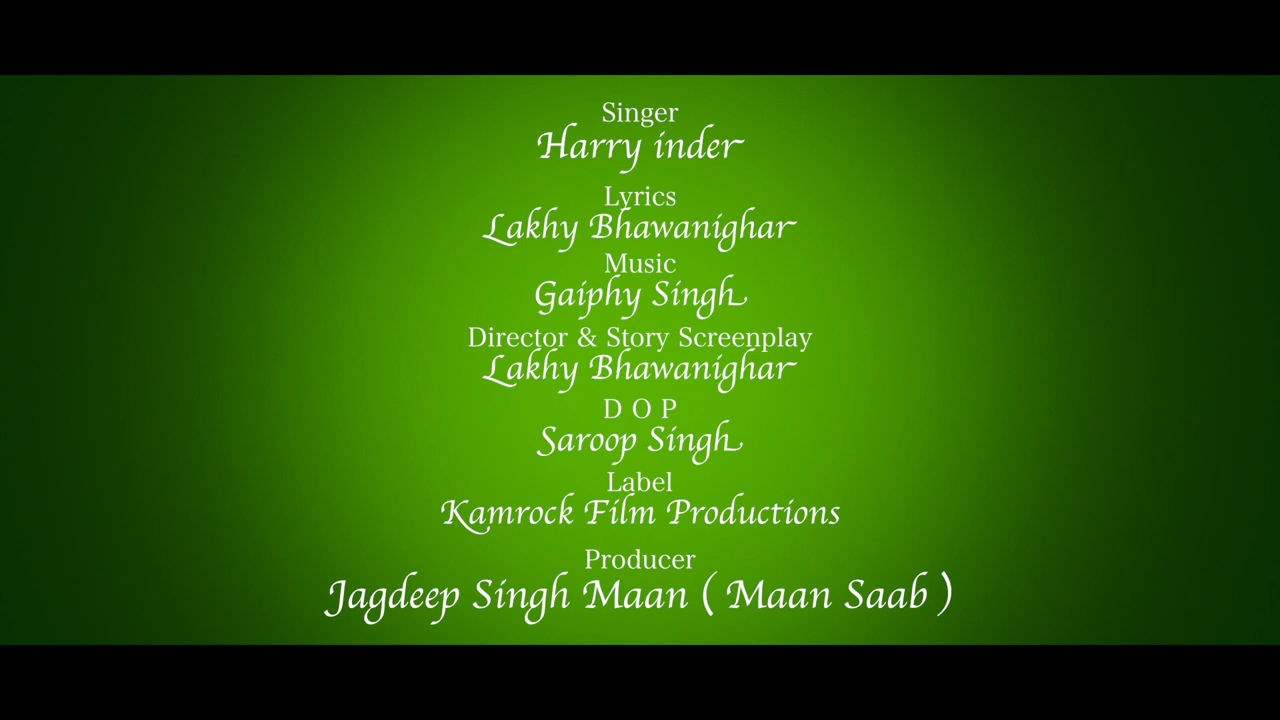 Singer
Harry inder
Lyrics
Lakhy Bhawanighar
Music
Gaiphy Singh
Director & Story Screenplay
Lakhy Bhawanighar
D O P
Saroop Singh
Label
Kamrock Film Productions
Producer
Jagdeep Singh Maan ( Maan Saab )